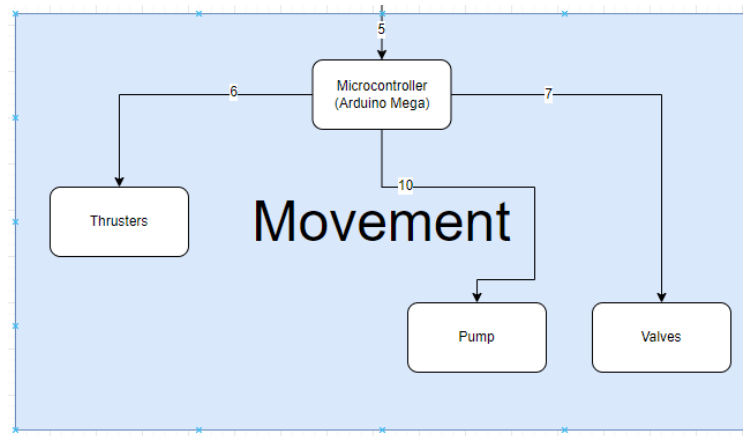 5
Microcontroller
(Arduino Mega)
6
7
10
Thrusters
Movement
Pump
Valves